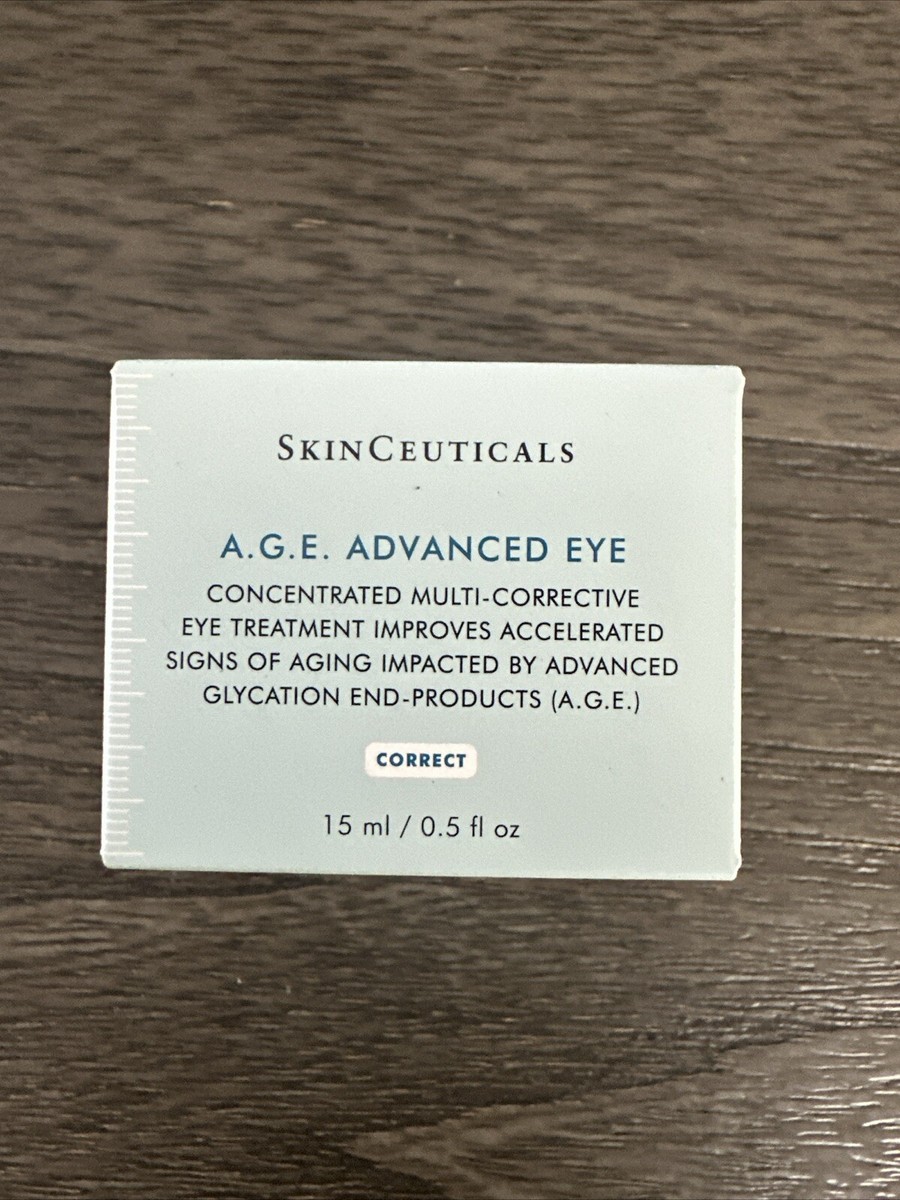 SKINCEUTICALS
A.G.E. ADVANCED EYE
CONCENTRATED MULTI-CORRECTIVE
EYE TREATMENT IMPROVES ACCELERATED
SIGNS OF AGING IMPACTED BY ADVANCED
GLYCATION END-PRODUCTS (A.G.E.)
CORRECT
15 ml / 0.5 fl oz